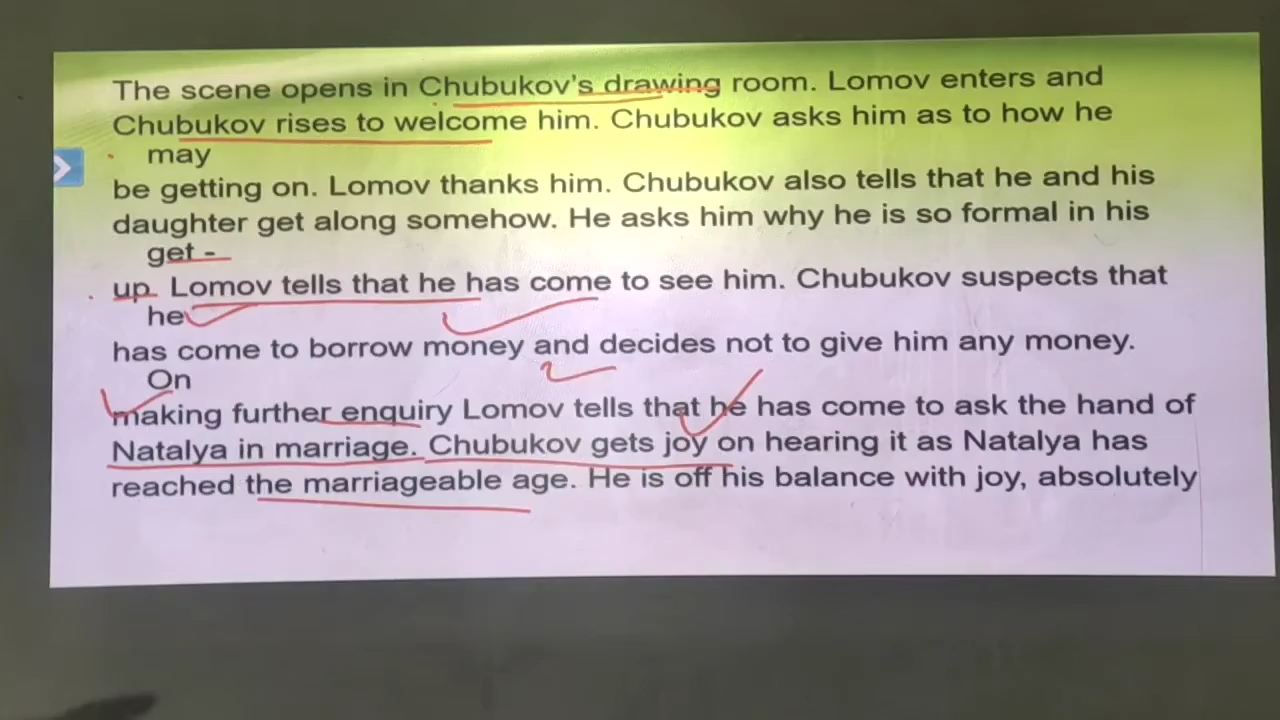 The scene opens in Chubukov's drawing room. Lomov enters and
Chubukov rises to welcome him. Chubukov asks him as to how he
may
be getting on. Lomov thanks him. Chubukov also tells that he and his
daughter get along somehow. He asks him why he is so formal in his
get -
up. Lomov tells that he has come to see him. Chubukov suspects that
he
has come to borrow money and decides not to give him any money.
On
making further enquiry Lomov tells that he has come to ask the hand of
Natalya in marriage. Chubukov gets joy on hearing it as Natalya has
reached the marriageable age. He is off his balance with joy, absolutely